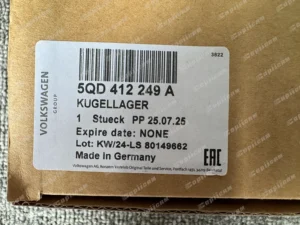 VOLKSWAGEN
GROUP
3822
5QD 412 249 A
KUGELLAGER
1 Stueck PP 25.07.25
Expire date: NONE
Lot: KW/24-LS 80149662
Made in Germany
EAC